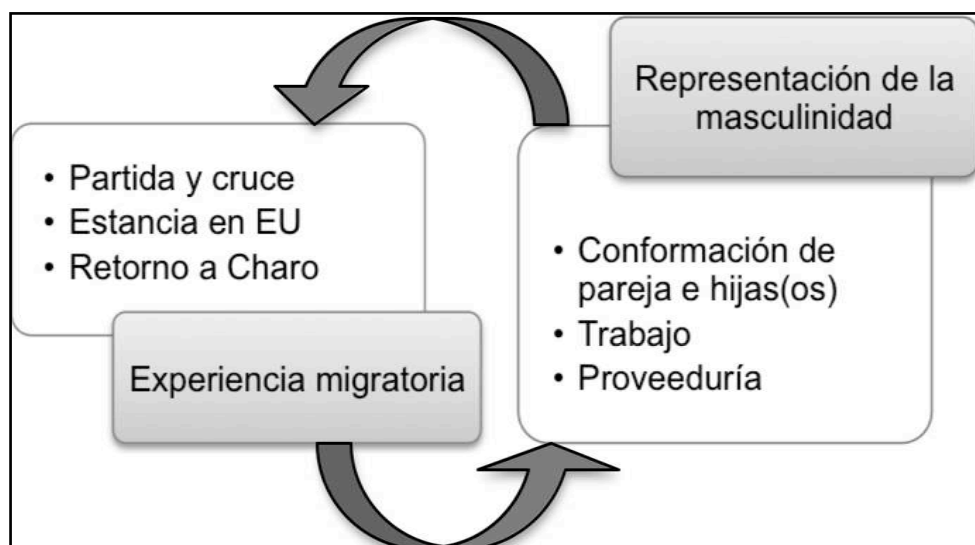 • Partida y cruce
• Estancia en EU
• Retorno a Charo
Experiencia migratoria
Representación de la
masculinidad
• Conformación de
pareja e hijas(os)
• Trabajo
• Proveeduría